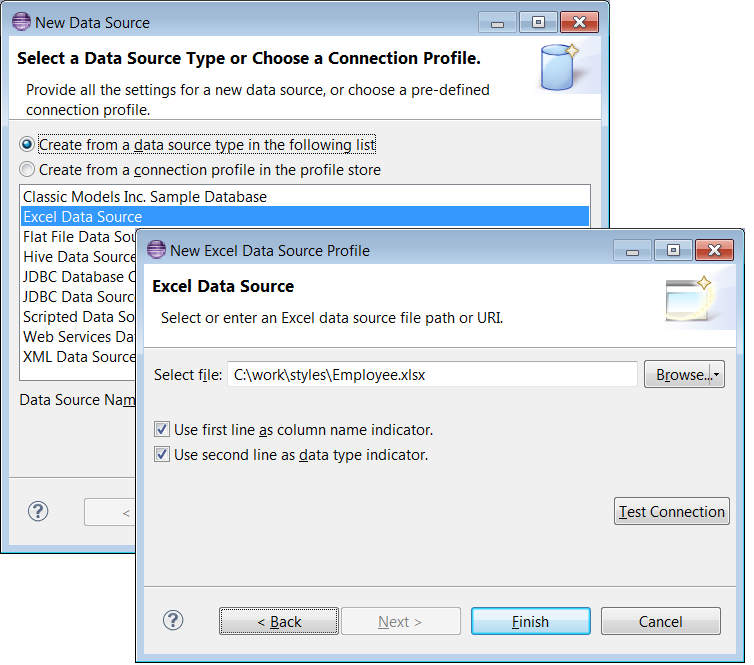 New Data Source
Select a Data Source Type or Choose a Connection Profile.
Provide all the settings for a new data source, or choose a pre-defined
connection profile.
Create from a data source type in the following list
Create from a connection profile in the profile store
Classic Models Inc. Sample Database
Excel Data Source
Flat File Data Sou
Hive Data Source
JDBC Database C
JDBC Data Sourc
Scripted Data So
Web Services Da
XML Data Source
Data Source Nam
?
<
New Excel Data Source Profile
Excel Data Source
Select or enter an Excel data source file path or URI.
Select file: C:\work\styles\Employee.xlsx Browse...
Use first line as column name indicator.
Use second line as data type indicator.
Test Connection
? < Back Next > Finish Cancel